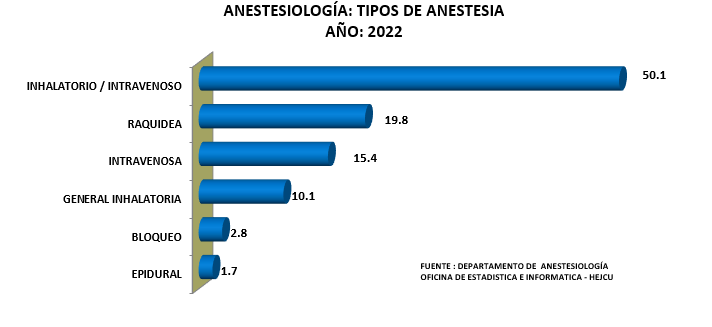 ANESTESIOLOGÍA: TIPOS DE ANESTESIA
AÑO: 2022
INHALATORIO / INTRAVENOSO 50.1
RAQUIDEA 19.8
INTRAVENOSA 15.4
GENERAL INHALATORIA 10.1
BLOQUEO 2.8
EPIDURAL 1.7
FUENTE : DEPARTAMENTO DE ANESTESIOLOGÍA
OFICINA DE ESTADISTICA E INFORMATICA - HEJCU